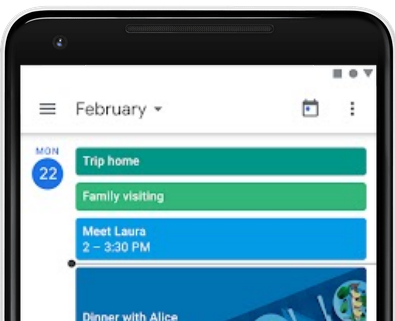 February
MON
22
Trip home
Family visiting
Meet Laura
2 – 3:30 PM
Dinner with Alice